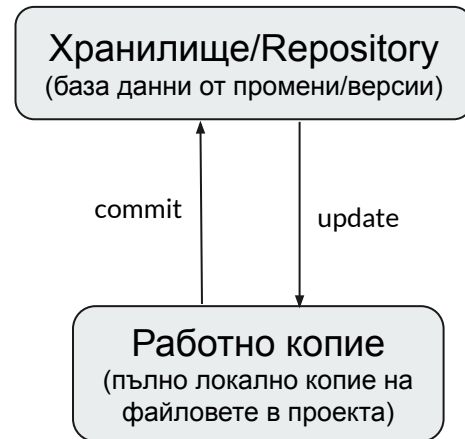 Хранилище/Repository
(база данни от промени/версии)
commit
update
Работно копие
(пълно локално копие на
файловете в проекта)